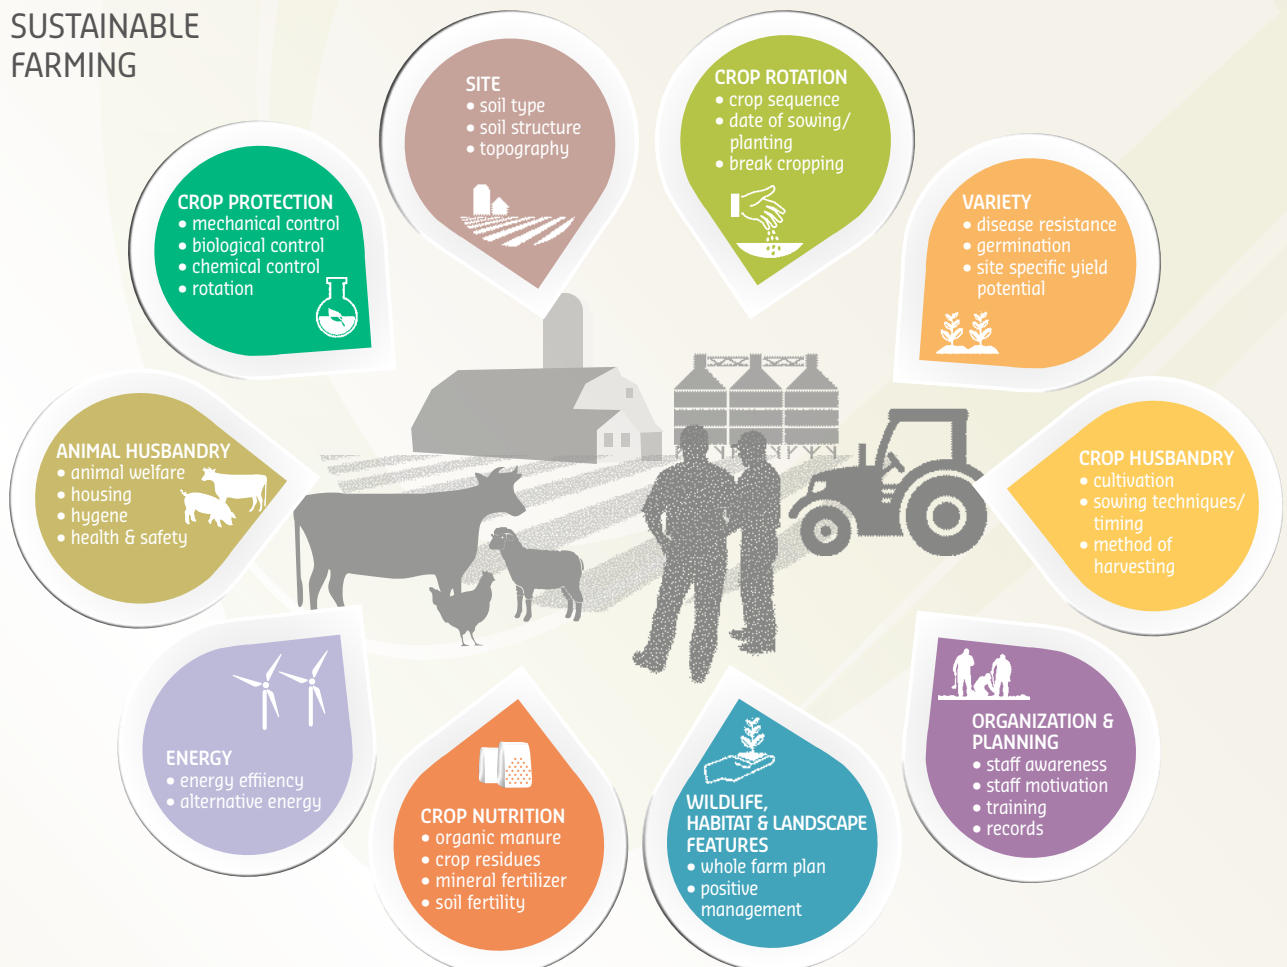 SUSTAINABLE
FARMING
SITE
• soil type
• soil structure
• topography
CROP ROTATION
• crop sequence
• date of sowing/
planting
• break cropping
VARIETY
• disease resistance
• germination
• site specific yield
potential
CROP HUSBANDRY
• cultivation
• sowing techniques/
timing
• method of
harvesting
ORGANIZATION &
PLANNING
• staff awareness
• staff motivation
• training
• records
WILDLIFE,
HABITAT & LANDSCAPE
FEATURES
• whole farm plan
• positive
management
CROP NUTRITION
• organic manure
• crop residues
• mineral fertilizer
• soil fertility
ENERGY
• energy effiiency
• alternative energy
ANIMAL HUSBANDRY
• animal welfare
• housing
• hygene
• health & safety
CROP PROTECTION
• mechanical control
• biological control
• chemical control
• rotation